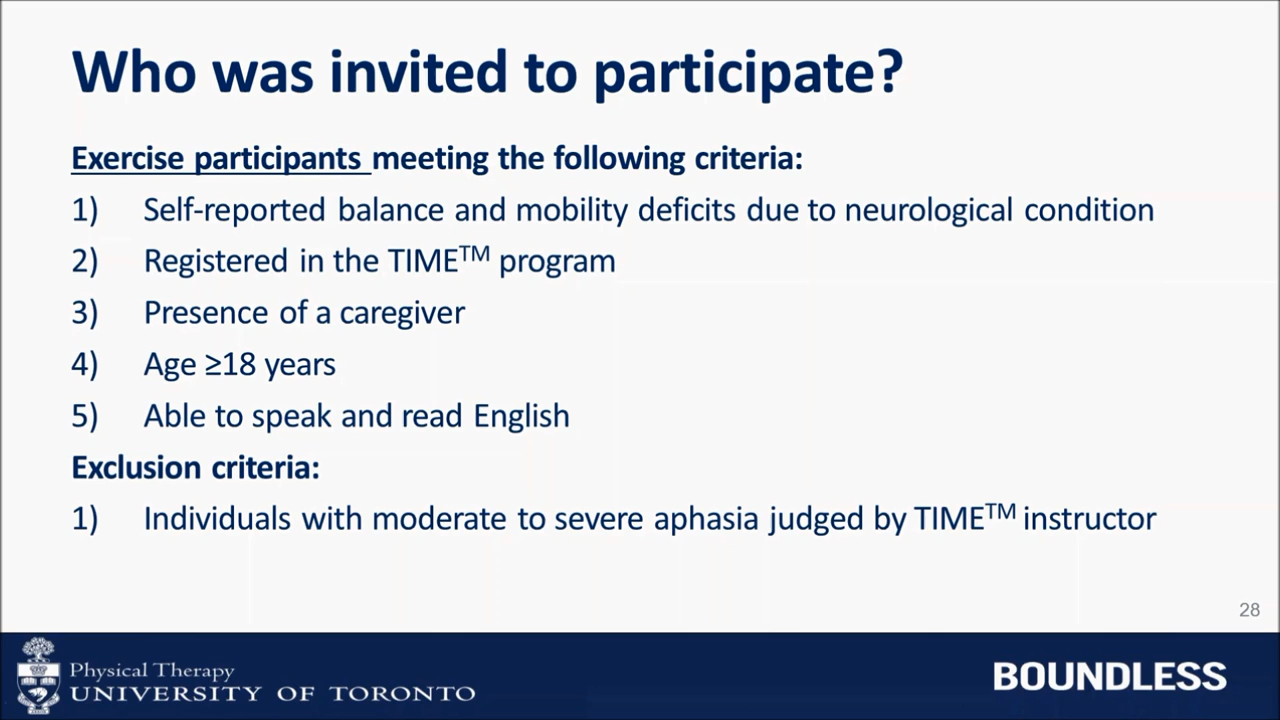 Who was invited to participate?
Exercise participants meeting the following criteria:
1) Self-reported balance and mobility deficits due to neurological condition
2) Registered in the TIME™ program
3) Presence of a caregiver
4) Age ≥18 years
5) Able to speak and read English
Exclusion criteria:
1) Individuals with moderate to severe aphasia judged by TIME™ instructor
28
Physical Therapy
UNIVERSITY OF TORONTO
BOUNDLESS